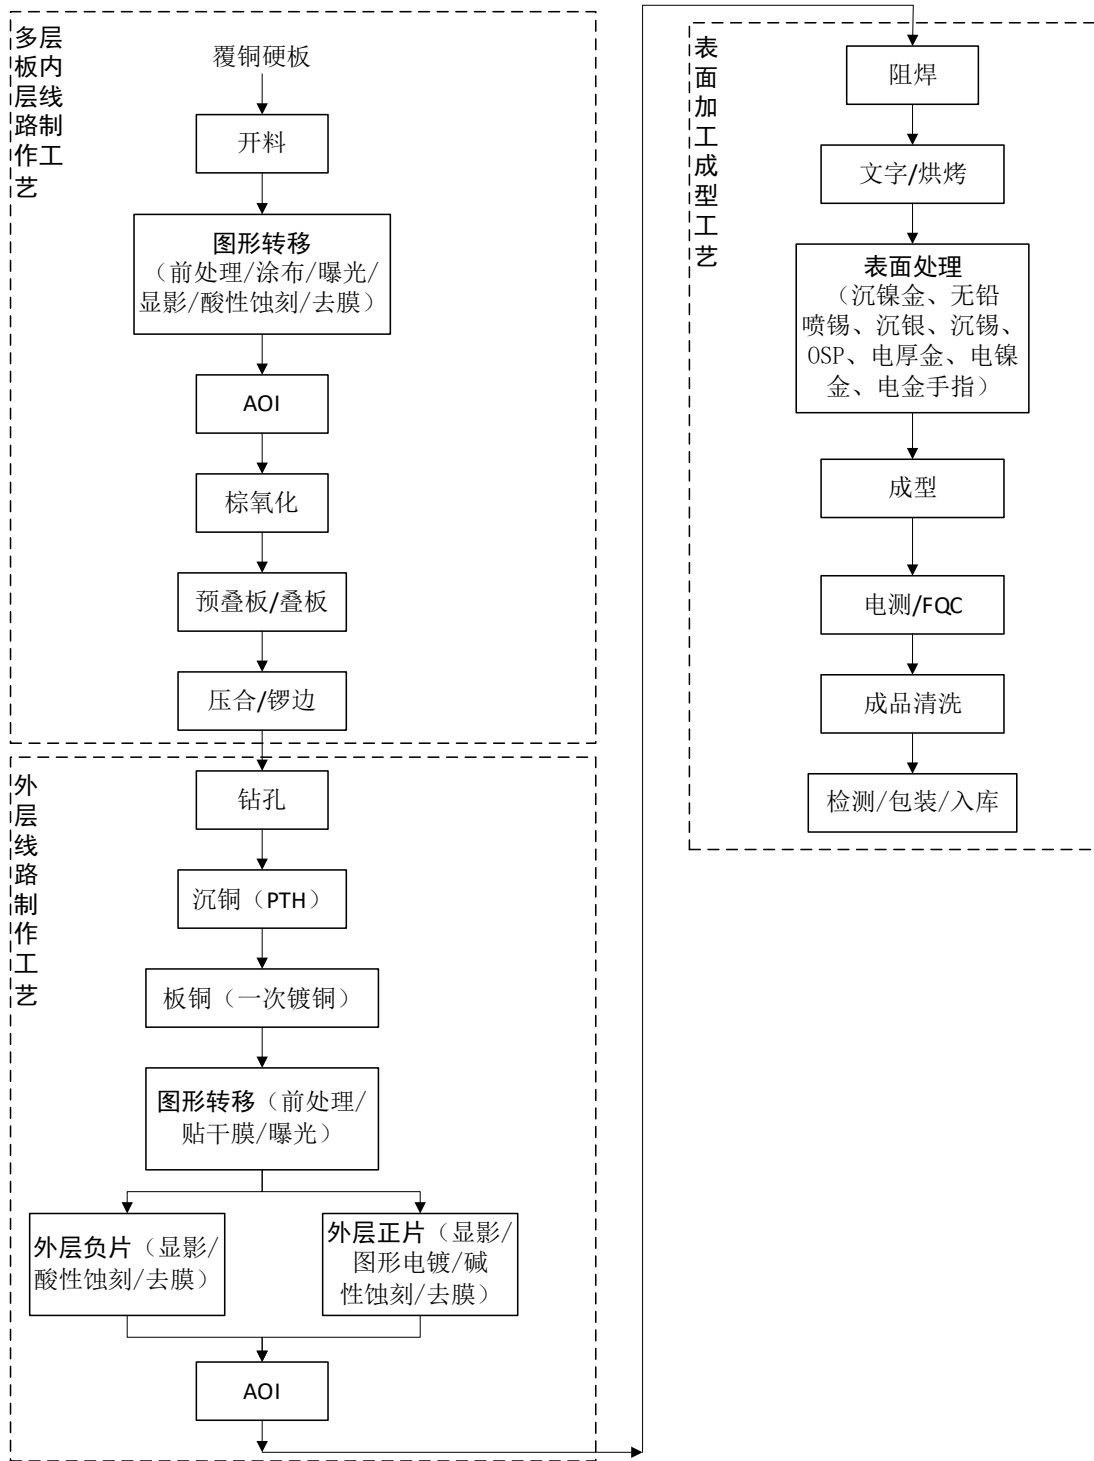 多层
板内
层线
路制
作工
艺
覆铜硬板
开料
图形转移
（前处理/涂布/曝光/
显影/酸性蚀刻/去膜）
AOI
棕氧化
预叠板/叠板
压合/锣边
外
层
线
路
制
作
工
艺
钻孔
沉铜（PTH）
板铜（一次镀铜）
图形转移（前处理/
贴干膜/曝光）
外层负片（显影/
酸性蚀刻/去膜）
外层正片（显影/
图形电镀/碱
性蚀刻/去膜）
AOI
表
面
加
工
成
型
工
艺
阻焊
文字/烘烤
表面处理
（沉镍金、无铅
喷锡、沉银、沉锡、
OSP、电厚金、电镍
金、电金手指）
成型
电测/FQC
成品清洗
检测/包装/入库